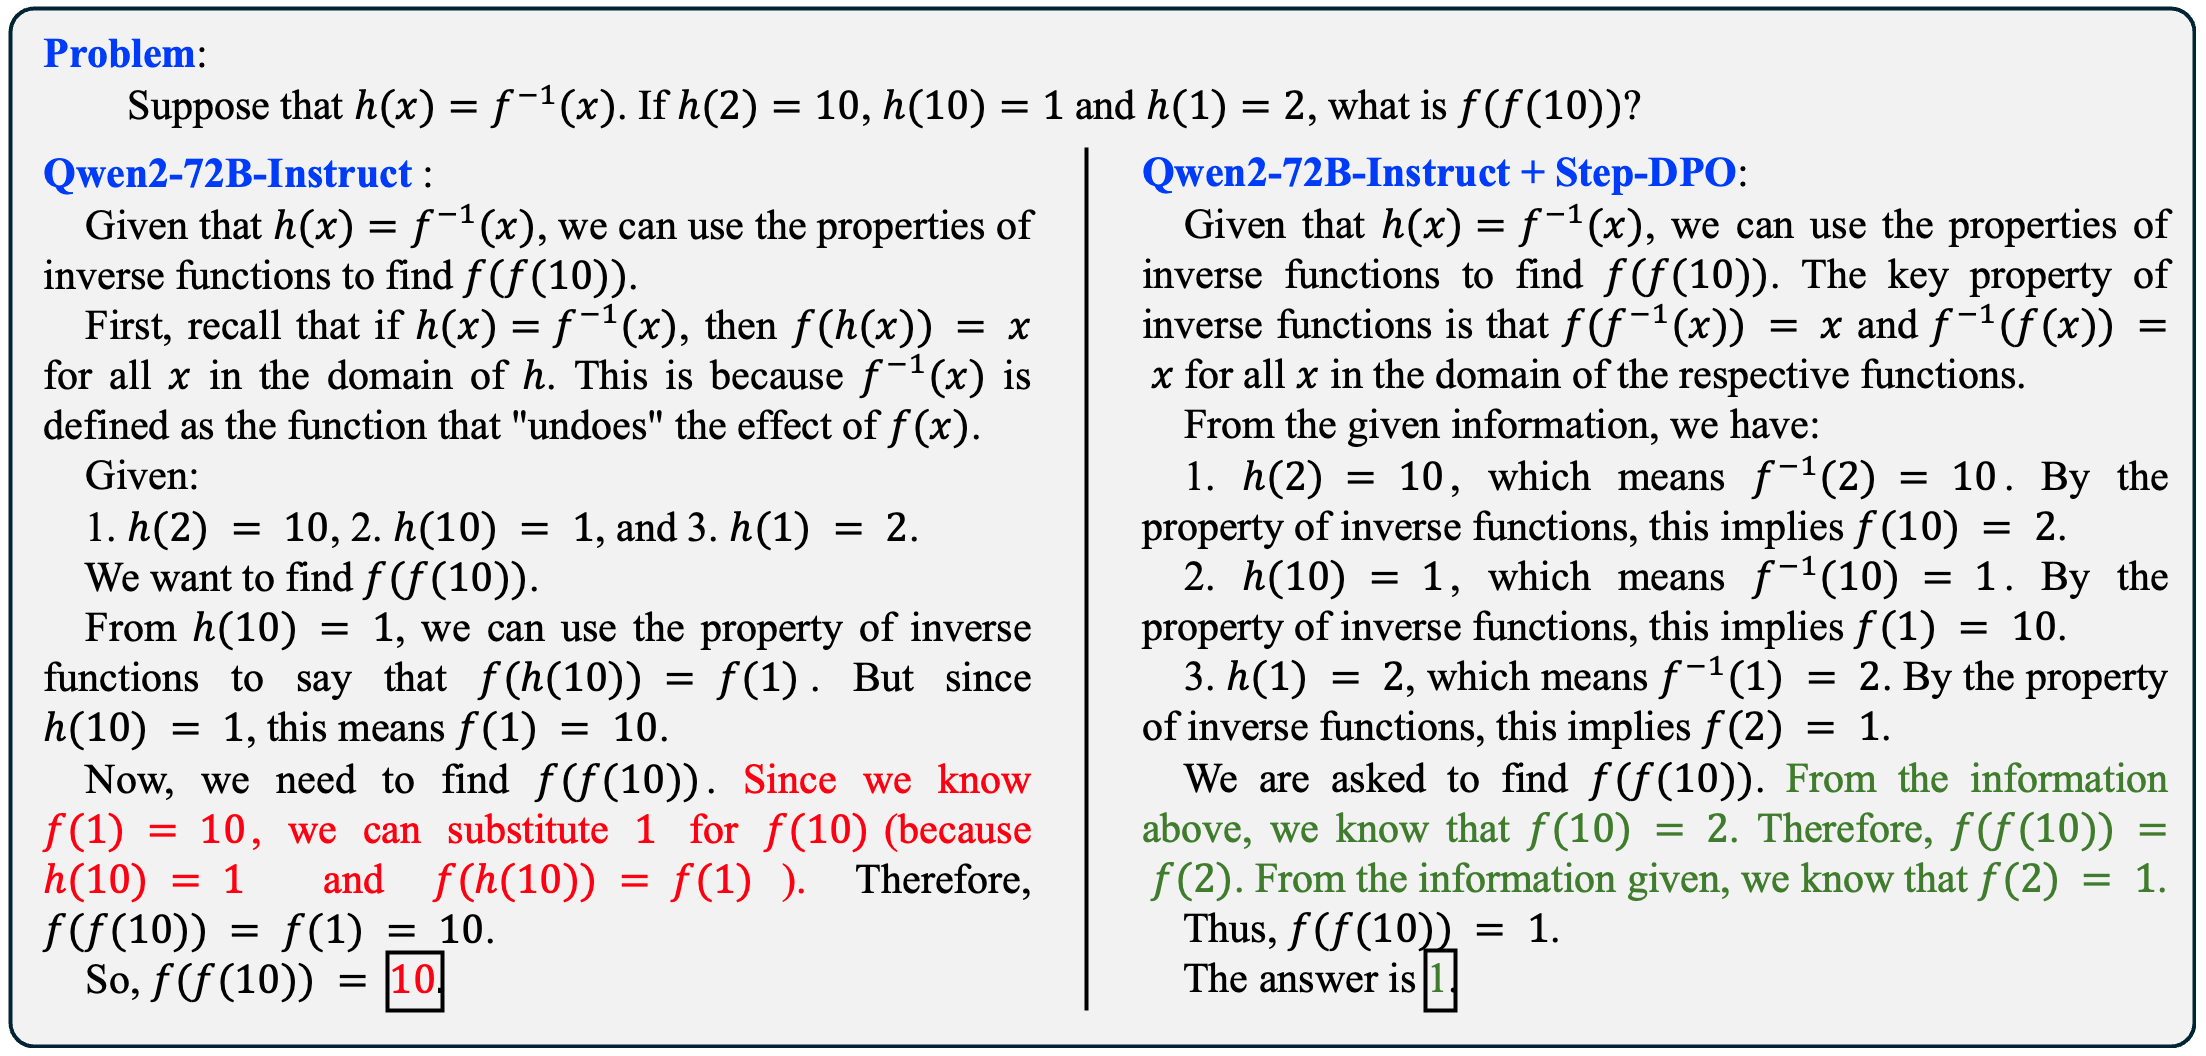 Problem:
Suppose that h(x) = f⁻¹(x). If h(2) = 10, h(10) = 1 and h(1) = 2, what is f(f(10))?
Qwen2-72B-Instruct :
Given that h(x) = f⁻¹(x), we can use the properties of
inverse functions to find f(f(10)).
First, recall that if h(x) = f⁻¹(x), then f(h(x)) = x
for all x in the domain of h. This is because f⁻¹(x) is
defined as the function that "undoes" the effect of f(x).
Given:
1. h(2) = 10, 2. h(10) = 1, and 3. h(1) = 2.
We want to find f(f(10)).
From h(10) = 1, we can use the property of inverse
functions to say that f(h(10)) = f(1). But since
h(10) = 1, this means f(1) = 10.
Now, we need to find f(f(10)). Since we know
f(1) = 10, we can substitute 1 for f(10) (because
h(10) = 1 and f(h(10)) = f(1) ). Therefore,
f(f(10)) = f(1) = 10.
So, f(f(10)) = 10.
Qwen2-72B-Instruct + Step-DPO:
Given that h(x) = f⁻¹(x), we can use the properties of
inverse functions to find f(f(10)). The key property of
inverse functions is that f(f⁻¹(x)) = x and f⁻¹(f(x)) =
x for all x in the domain of the respective functions.
From the given information, we have:
1. h(2) = 10, which means f⁻¹(2) = 10. By the
property of inverse functions, this implies f(10) = 2.
2. h(10) = 1, which means f⁻¹(10) = 1. By the
property of inverse functions, this implies f(1) = 10.
3. h(1) = 2, which means f⁻¹(1) = 2. By the property
of inverse functions, this implies f(2) = 1.
We are asked to find f(f(10)). From the information
above, we know that f(10) = 2. Therefore, f(f(10)) =
f(2). From the information given, we know that f(2) = 1.
Thus, f(f(10)) = 1.
The answer is 1.